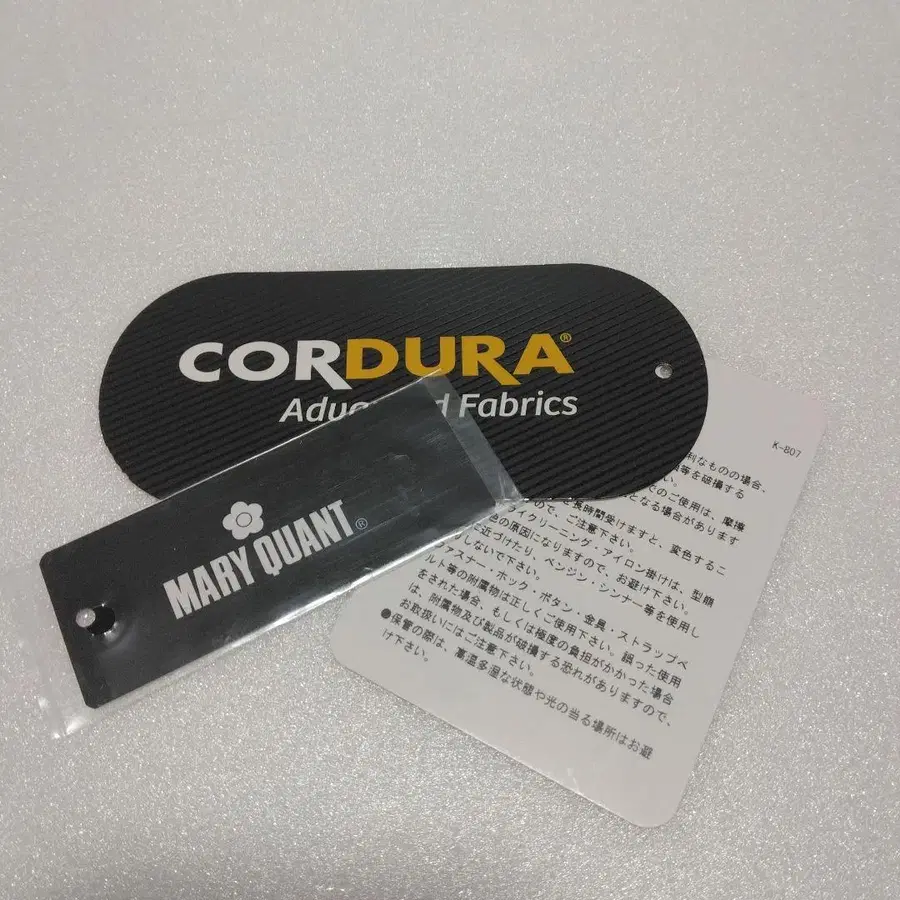 CORDURA®
Fabrics
MARY QUANT®
K-807
利なものの場合、
等を破損する
でのご使用は、摩擦
となる場合があります
ので、ご注意下さい。
長時間受けますと、変色するこ
イクリーニング・アイロン掛けは、型崩
の原因になりますので、お避け下さい。
に近づけたり、ベンジン・シンナー等を使用し
しないで下さい。
ファスナー・ホック・ボタン・金具・ストラップベ
ルト等の附属物は正しくご使用下さい。誤った使用
をされた場合、もしくは極度の負担がかかった場合
は、附属物及び製品が破損する恐れがありますので、
お取扱いにはご注意下さい。
●保管の際は、高温多湿な状態や光の当る場所はお避
け下さい。